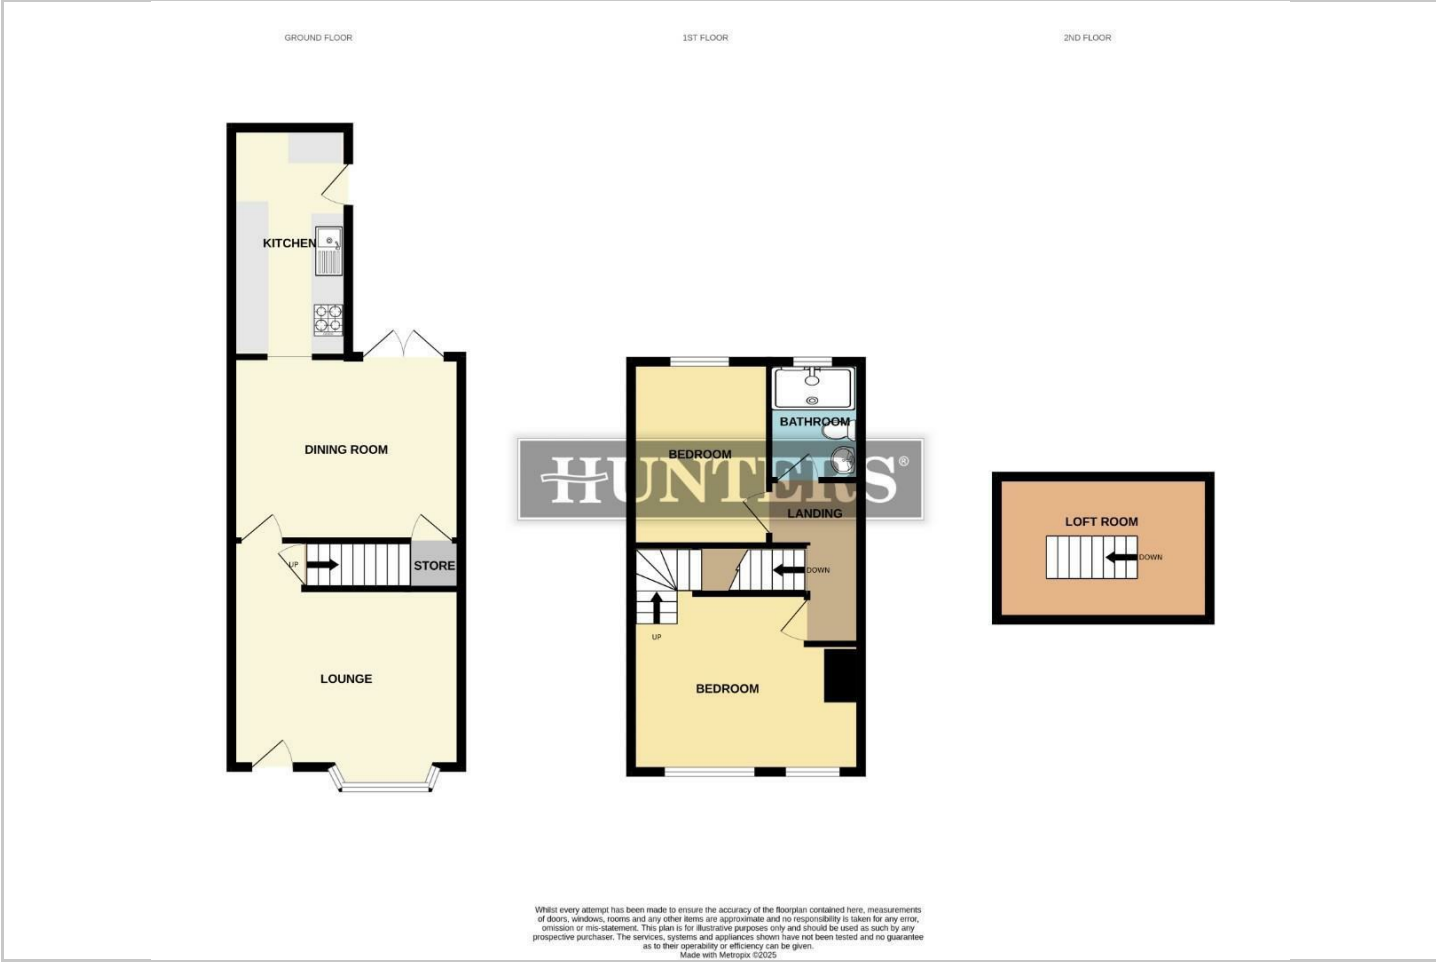 GROUND FLOOR
1ST FLOOR
2ND FLOOR
KITCHEN
DINING ROOM
UP
STORE
LOUNGE
BEDROOM
BATHROOM
HUNTERS®
LANDING
DOWN
UP
BEDROOM
LOFT ROOM
DOWN
Whilst every attempt has been made to ensure the accuracy of the floorplan contained here, measurements
of doors, windows, rooms and any other items are approximate and no responsibility is taken for any error,
omission or mis-statement. This plan is for illustrative purposes only and should be used as such by any
prospective purchaser. The services, systems and appliances shown have not been tested and no guarantee
as to their operability or efficiency can be given.
Made with Metropix ©2025